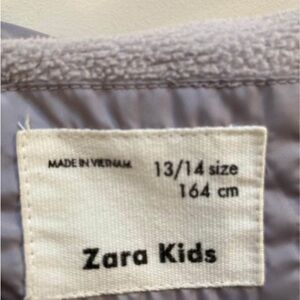 MADE IN VIETNAM
13/14 size
164 cm
Zara Kids